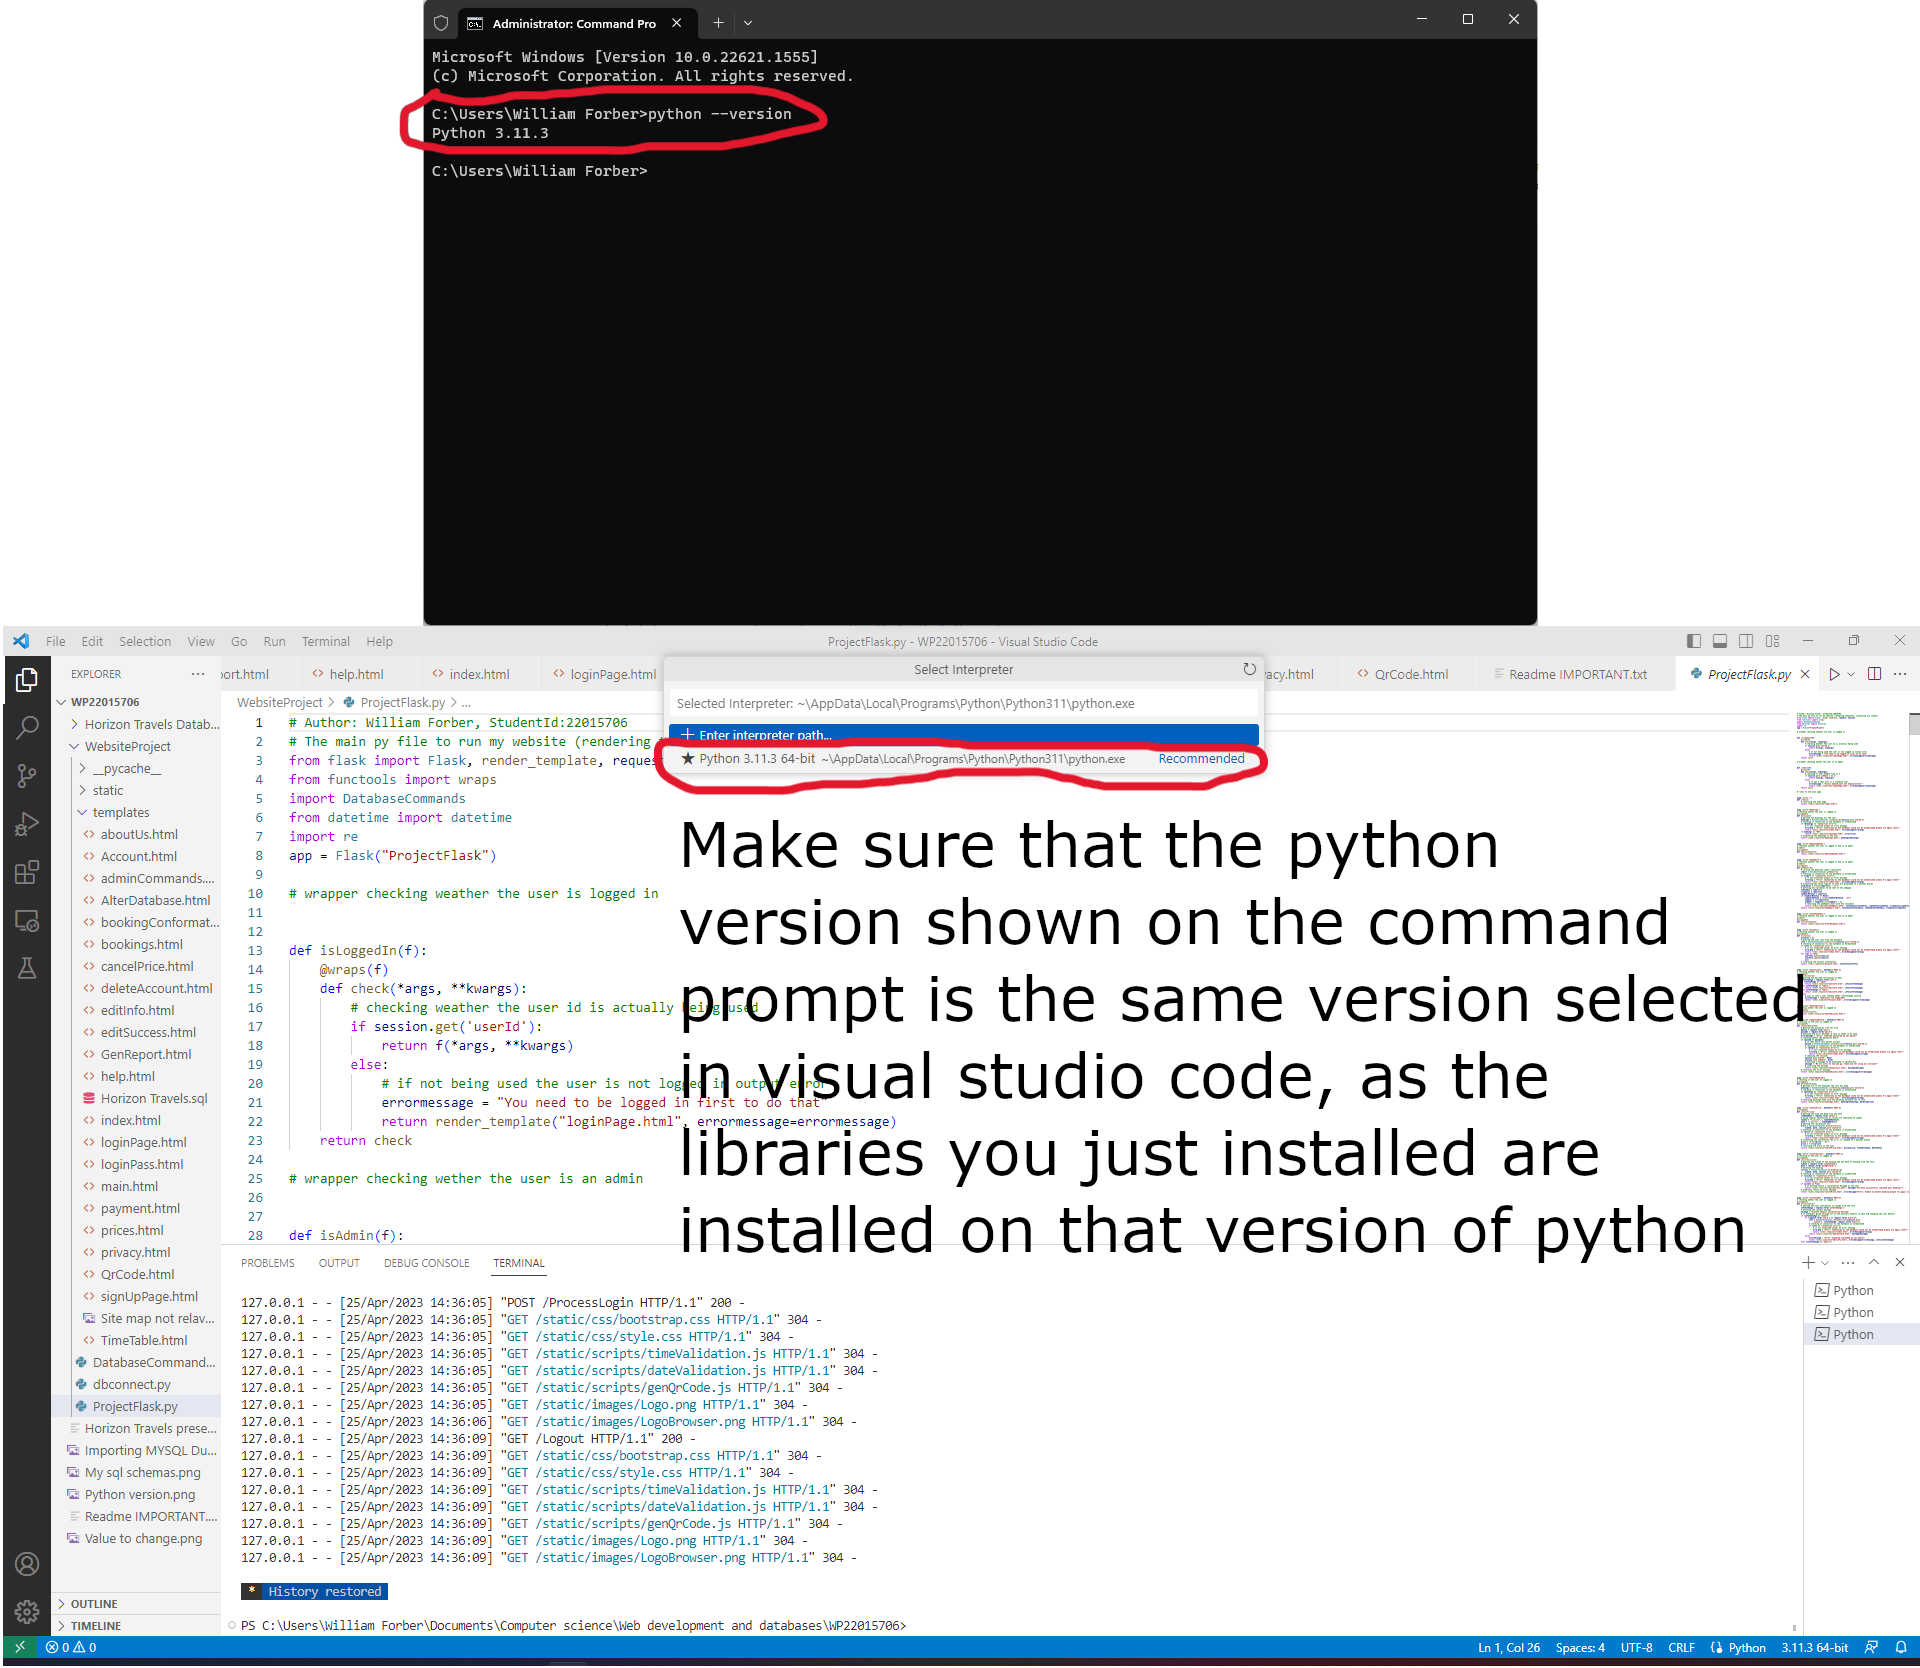 Administrator: Command Pro
Microsoft Windows [Version 10.0.22621.1555]
(c) Microsoft Corporation. All rights reserved.
C:\Users\William Forber>python --version
Python 3.11.3
C:\Users\William Forber>
File Edit Selection View Go Run Terminal Help
ProjectFlask.py - WP22015706 - Visual Studio Code
EXPLORER
ort.html
help.html
index.html
loginPage.html
acy.html
QrCode.html
Readme IMPORTANT.txt
ProjectFlask.py
Select Interpreter
Selected Interpreter: ~\AppData\Local\Programs\Python\Python311\python.exe
Enter interpreter path...
Python 3.11.3 64-bit ~\AppData\Local\Programs\Python\Python311\python.exe Recommended
WP22015706
Horizon Travels Datab...
WebsiteProject
__pycache__
static
templates
aboutUs.html
Account.html
adminCommands....
AlterDatabase.html
bookingConformat...
bookings.html
cancelPrice.html
deleteAccount.html
editInfo.html
editSuccess.html
GenReport.html
help.html
Horizon Travels.sql
index.html
loginPage.html
loginPass.html
main.html
payment.html
prices.html
privacy.html
QrCode.html
signUpPage.html
Site map not relav...
TimeTable.html
DatabaseCommand...
dbconnect.py
ProjectFlask.py
Horizon Travels prese...
Importing MYSQL Du...
My sql schemas.png
Python version.png
Readme IMPORTANT....
Value to change.png
OUTLINE
TIMELINE
WebsiteProject > ProjectFlask.py > ...
1 # Author: William Forber, StudentId:22015706
2 # The main py file to run my website (rendering
3 from flask import Flask, render_template, reques
4 from functools import wraps
5 import DatabaseCommands
6 from datetime import datetime
7 import re
8 app = Flask("ProjectFlask")
9
10 # wrapper checking weather the user is logged in
11
12
13 def isLoggedIn(f):
14 @wraps(f)
15 def check(*args, **kwargs):
16 # checking weather the user id is actually being used
17 if session.get('userId'):
18 return f(*args, **kwargs)
19 else:
20 # if not being used the user is not logged in output error
21 errormessage = "You need to be logged in first to do that"
22 return render_template("loginPage.html", errormessage=errormessage)
23 return check
24
25 # wrapper checking wether the user is an admin
26
27
28 def isAdmin(f):
Make sure that the python
version shown on the command
prompt is the same version selected
in visual studio code, as the
libraries you just installed are
installed on that version of python
PROBLEMS OUTPUT DEBUG CONSOLE TERMINAL
127.0.0.1 - - [25/Apr/2023 14:36:05] "POST /ProcessLogin HTTP/1.1" 200 -
127.0.0.1 - - [25/Apr/2023 14:36:05] "GET /static/css/bootstrap.css HTTP/1.1" 304 -
127.0.0.1 - - [25/Apr/2023 14:36:05] "GET /static/css/style.css HTTP/1.1" 304 -
127.0.0.1 - - [25/Apr/2023 14:36:05] "GET /static/scripts/timeValidation.js HTTP/1.1" 304 -
127.0.0.1 - - [25/Apr/2023 14:36:05] "GET /static/scripts/dateValidation.js HTTP/1.1" 304 -
127.0.0.1 - - [25/Apr/2023 14:36:05] "GET /static/scripts/genQrCode.js HTTP/1.1" 304 -
127.0.0.1 - - [25/Apr/2023 14:36:05] "GET /static/images/Logo.png HTTP/1.1" 304 -
127.0.0.1 - - [25/Apr/2023 14:36:06] "GET /static/images/LogoBrowser.png HTTP/1.1" 304 -
127.0.0.1 - - [25/Apr/2023 14:36:09] "GET /Logout HTTP/1.1" 200 -
127.0.0.1 - - [25/Apr/2023 14:36:09] "GET /static/css/bootstrap.css HTTP/1.1" 304 -
127.0.0.1 - - [25/Apr/2023 14:36:09] "GET /static/css/style.css HTTP/1.1" 304 -
127.0.0.1 - - [25/Apr/2023 14:36:09] "GET /static/scripts/timeValidation.js HTTP/1.1" 304 -
127.0.0.1 - - [25/Apr/2023 14:36:09] "GET /static/scripts/dateValidation.js HTTP/1.1" 304 -
127.0.0.1 - - [25/Apr/2023 14:36:09] "GET /static/scripts/genQrCode.js HTTP/1.1" 304 -
127.0.0.1 - - [25/Apr/2023 14:36:09] "GET /static/images/Logo.png HTTP/1.1" 304 -
127.0.0.1 - - [25/Apr/2023 14:36:09] "GET /static/images/LogoBrowser.png HTTP/1.1" 304 -
* History restored
PS C:\Users\William Forber\Documents\Computer science\Web development and databases\WP22015706>
Python
Python
Python
0 0
Ln 1, Col 26 Spaces: 4 UTF-8 CRLF Python 3.11.3 64-bit